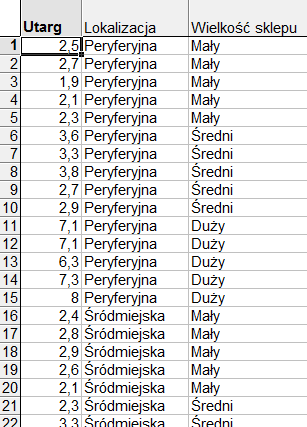 Utarg Lokalizacja Wielkość sklepu
1 2,5 Peryferyjna Mały
2 2,7 Peryferyjna Mały
3 1,9 Peryferyjna Mały
4 2,1 Peryferyjna Mały
5 2,3 Peryferyjna Mały
6 3,6 Peryferyjna Średni
7 3,3 Peryferyjna Średni
8 3,8 Peryferyjna Średni
9 2,7 Peryferyjna Średni
10 2,9 Peryferyjna Średni
11 7,1 Peryferyjna Duży
12 7,1 Peryferyjna Duży
13 6,3 Peryferyjna Duży
14 7,3 Peryferyjna Duży
15 8 Peryferyjna Duży
16 2,4 Śródmiejska Mały
17 2,8 Śródmiejska Mały
18 2,9 Śródmiejska Mały
19 2,6 Śródmiejska Mały
20 2,1 Śródmiejska Mały
21 2,3 Śródmiejska Średni
22 3,3 Śródmiejska Średni